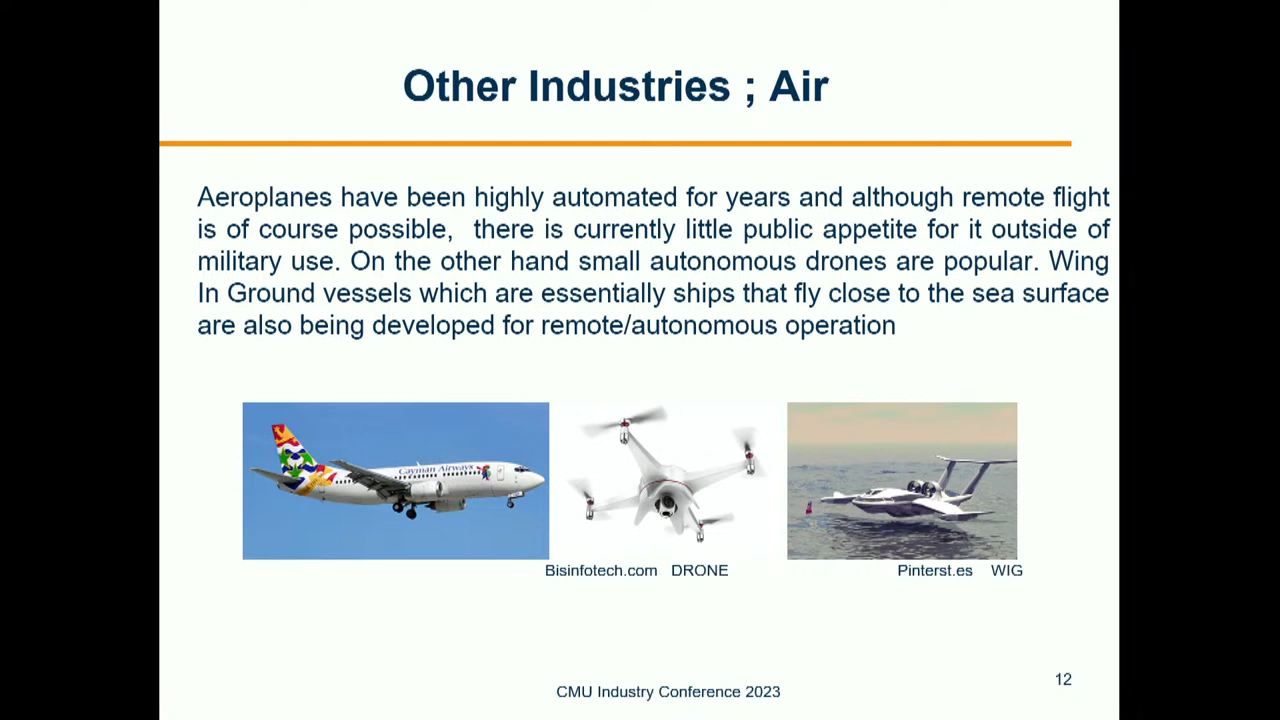 Other Industries ; Air
Aeroplanes have been highly automated for years and although remote flight
is of course possible, there is currently little public appetite for it outside of
military use. On the other hand small autonomous drones are popular. Wing
In Ground vessels which are essentially ships that fly close to the sea surface
are also being developed for remote/autonomous operation
Cayman Airways
Bisinfotech.com DRONE
Pinterst.es WIG
CMU Industry Conference 2023
12